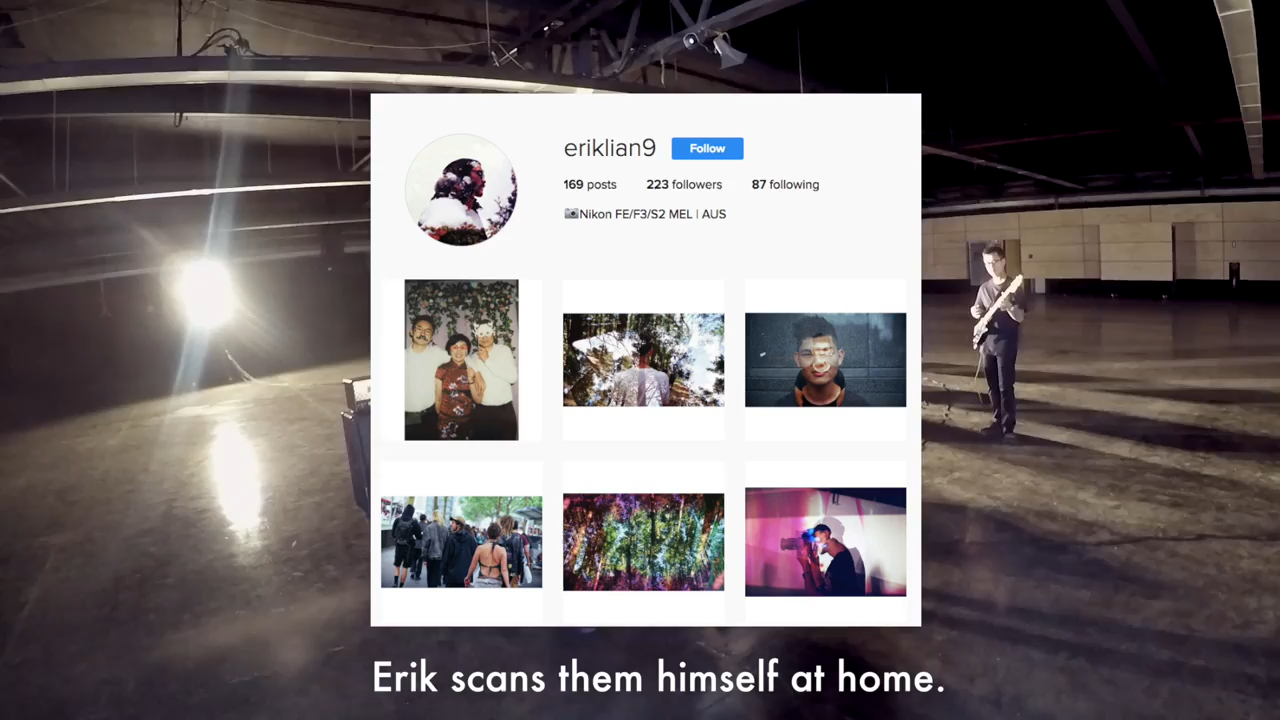 eriklian9 Follow
169 posts 223 followers 87 following
📷Nikon FE/F3/S2 MEL | AUS
Erik scans them himself at home.